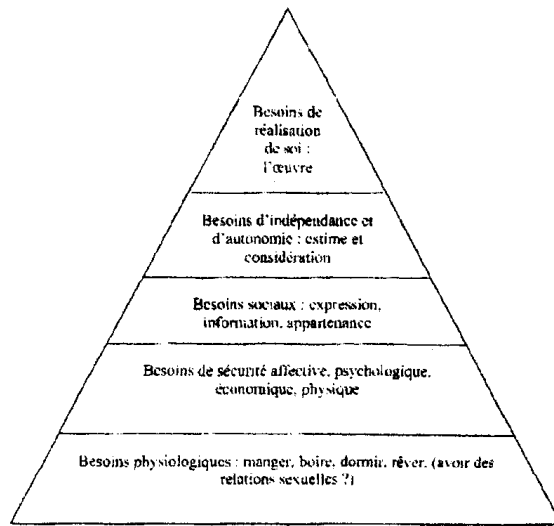 Besoins de
réalisation
de soi :
l'œuvre
Besoins d'indépendance et
d'autonomie : estime et
considération
Besoins sociaux : expression,
information, appartenance
Besoins de sécurité affective, psychologique,
économique, physique
Besoins physiologiques : manger, boire, dormir, rêver, (avoir des
relations sexuelles ?)